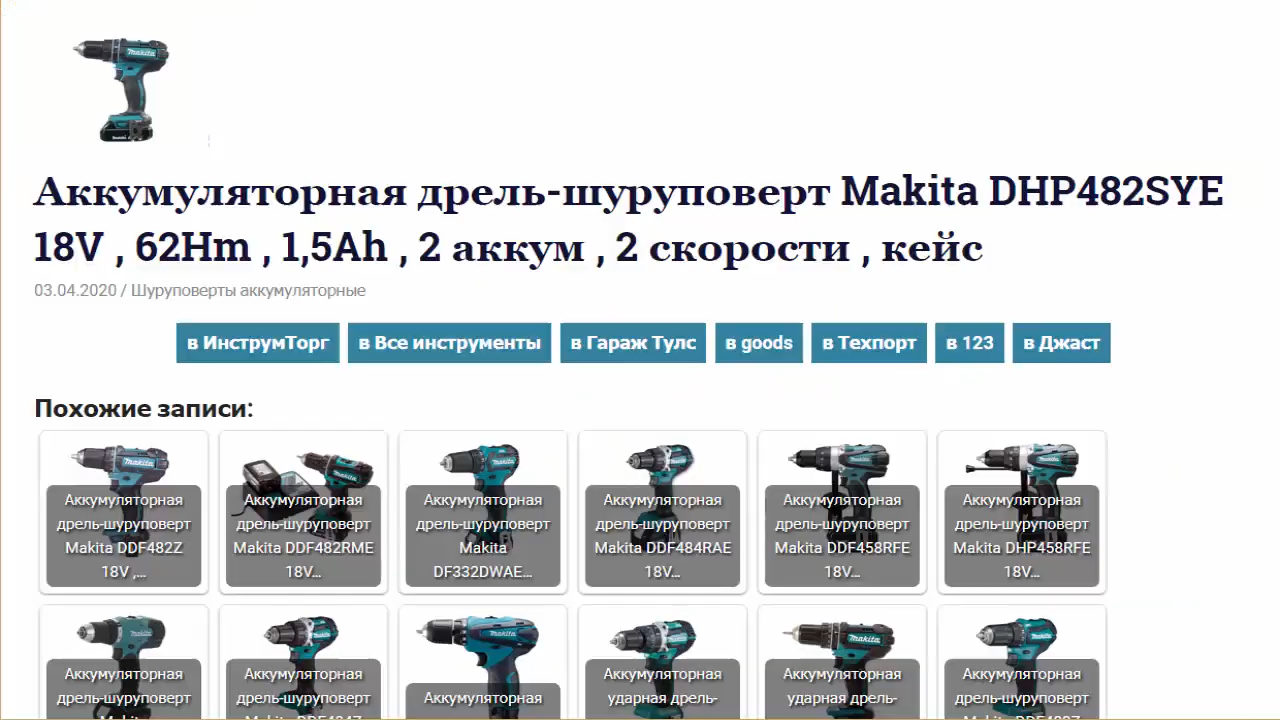 Makita
Аккумуляторная дрель-шуруповерт Makita DHP482SYE
18V , 62Hm , 1,5Ah , 2 аккум , 2 скорости , кейс
03.04.2020 / Шуруповерты аккумуляторные
в ИнструмТорг в Все инструменты в Гараж Тулс в goods в Техпорт в 123 в Джаст
Похожие записи:
Аккумуляторная
дрель-шуруповерт
Makita DDF482Z
18V ,...
Аккумуляторная
дрель-шуруповерт
Makita DDF482RME
18V...
Аккумуляторная
дрель-шуруповерт
Makita
DF332DWAE...
Аккумуляторная
дрель-шуруповерт
Makita DDF484RAE
18V...
Аккумуляторная
дрель-шуруповерт
Makita DDF458RFE
18V...
Аккумуляторная
дрель-шуруповерт
Makita DHP458RFE
18V...
Аккумуляторная
дрель-шуруповерт
Аккумуляторная
дрель-шуруповерт
Аккумуляторная
Аккумуляторная
ударная дрель-
Аккумуляторная
ударная дрель-
Аккумуляторная
дрель-шуруповерт